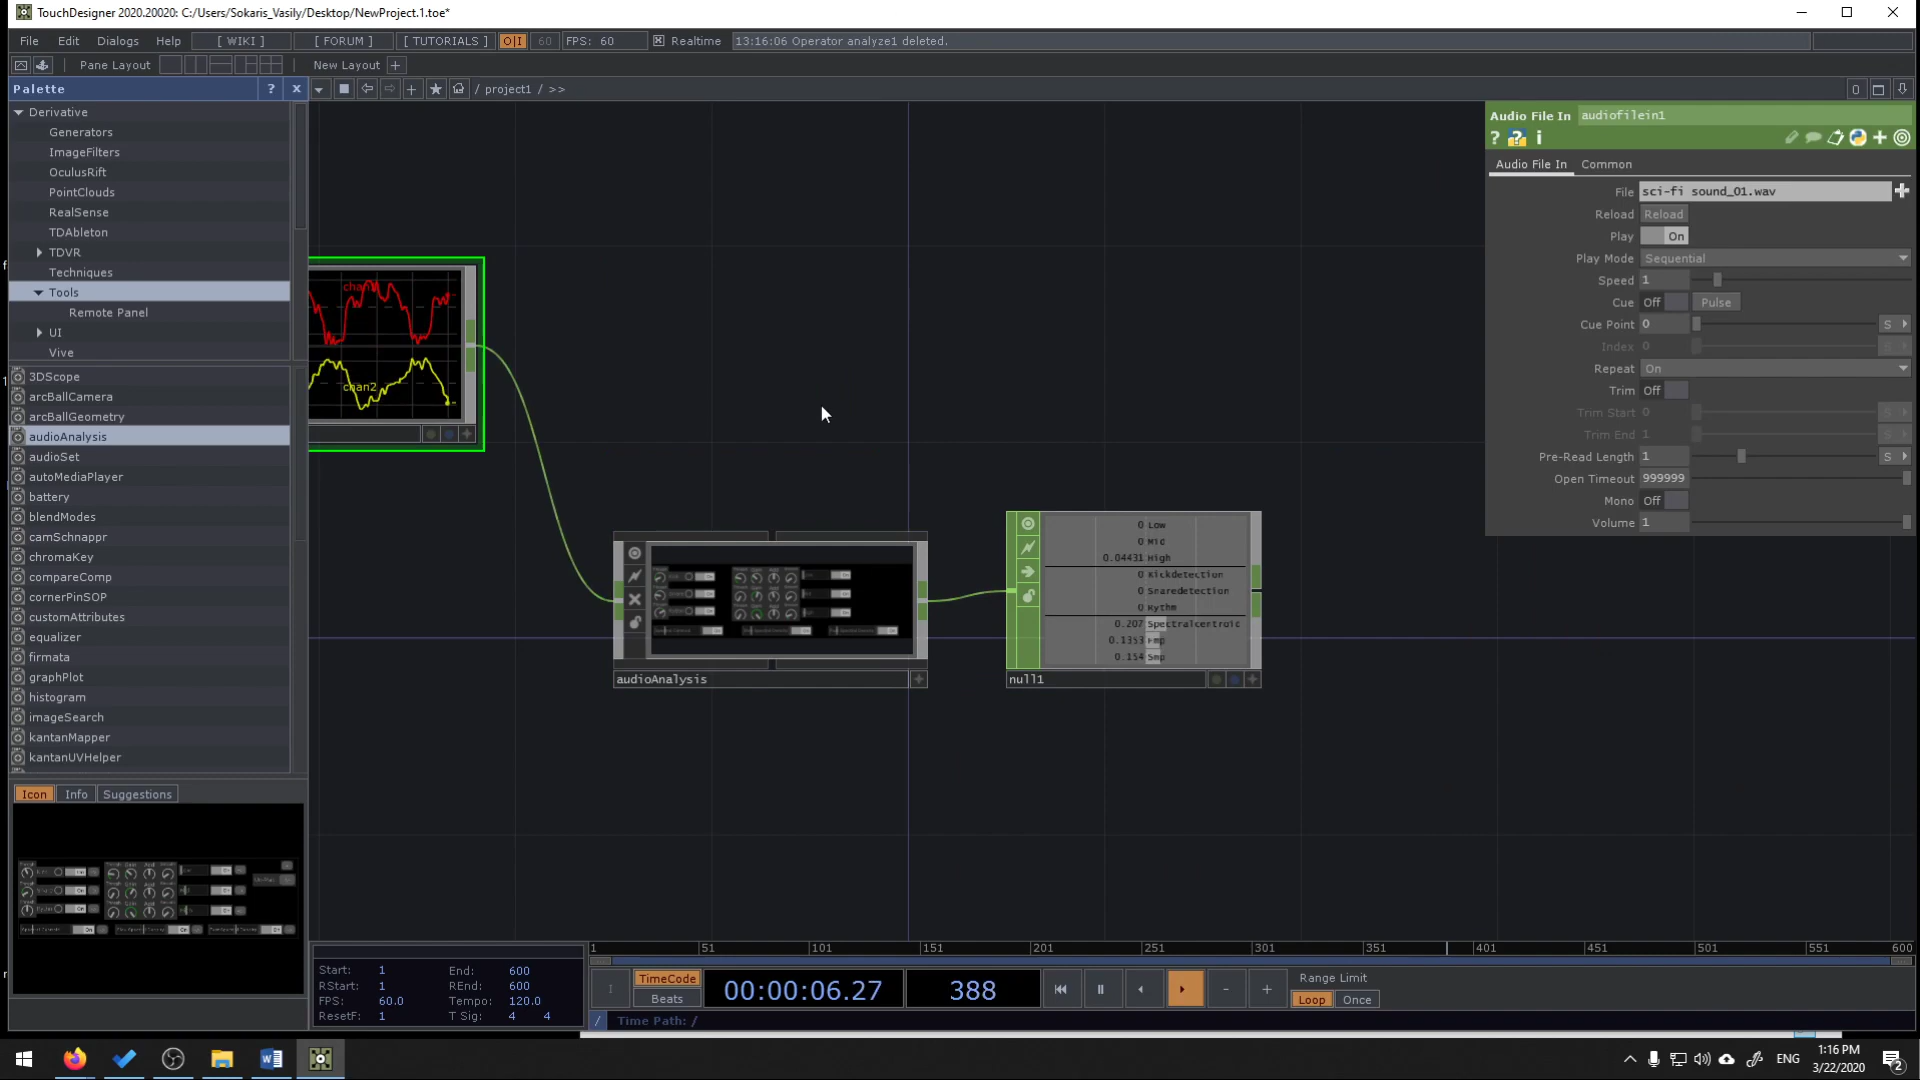 TouchDesigner 2020.20020: C:/Users/Sokaris_Vasily/Desktop/NewProject.1.toe*
File Edit Dialogs Help [ WIKI ] [ FORUM ] [ TUTORIALS ] O|I 60 FPS: 60 Realtime 13:16:06 Operator analyze1 deleted.
Pane Layout New Layout +
Palette ? x / project1 / >> 0
Derivative
Generators
ImageFilters
OculusRift
PointClouds
RealSense
TDAbleton
TDVR
Techniques
Tools
Remote Panel
UI
Vive
3DScope
arcBallCamera
arcBallGeometry
audioAnalysis
audioSet
autoMediaPlayer
battery
blendModes
camSchnappr
chromaKey
compareComp
cornerPinSOP
customAttributes
equalizer
firmata
graphPlot
histogram
imageSearch
kantanMapper
kantanUVHelper
Icon Info Suggestions
chan2
audioAnalysis
0 Low
0 Mid
0.04431 High
0 Kickdetection
0 Snaredetection
0 Rythm
0.207 Spectralcentroid
0.1353 Fmp
0.154 Smp
null1
Audio File In audiofilein1
? ? i
Audio File In Common
File sci-fi sound_01.wav
Reload Reload
Play On
Play Mode Sequential
Speed 1
Cue Off Pulse
Cue Point 0 S
Index 0 S
Repeat On
Trim Off
Trim Start 0 S
Trim End 1 S
Pre-Read Length 1 S
Open Timeout 999999
Mono Off
Volume 1
1 51 101 151 201 251 301 351 401 451 501 551 600
Start: 1 End: 600
RStart: 1 REnd: 600
FPS: 60.0 Tempo: 120.0
ResetF: 1 T Sig: 4 4
1 TimeCode Beats 00:00:06.27 388 - + Range Limit
Loop Once
/ Time Path: /
ENG 1:16 PM
3/22/2020 2